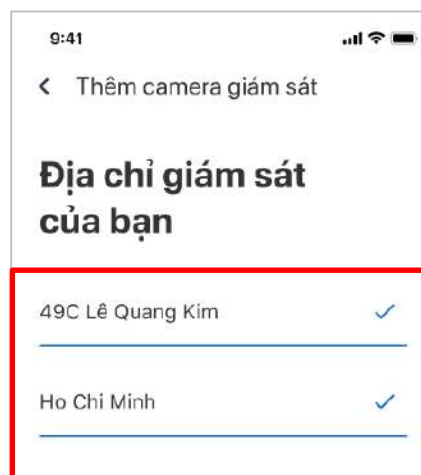 9:41
Thêm camera giám sát
Địa chỉ giám sát
của bạn
49C Lê Quang Kim
Ho Chi Minh